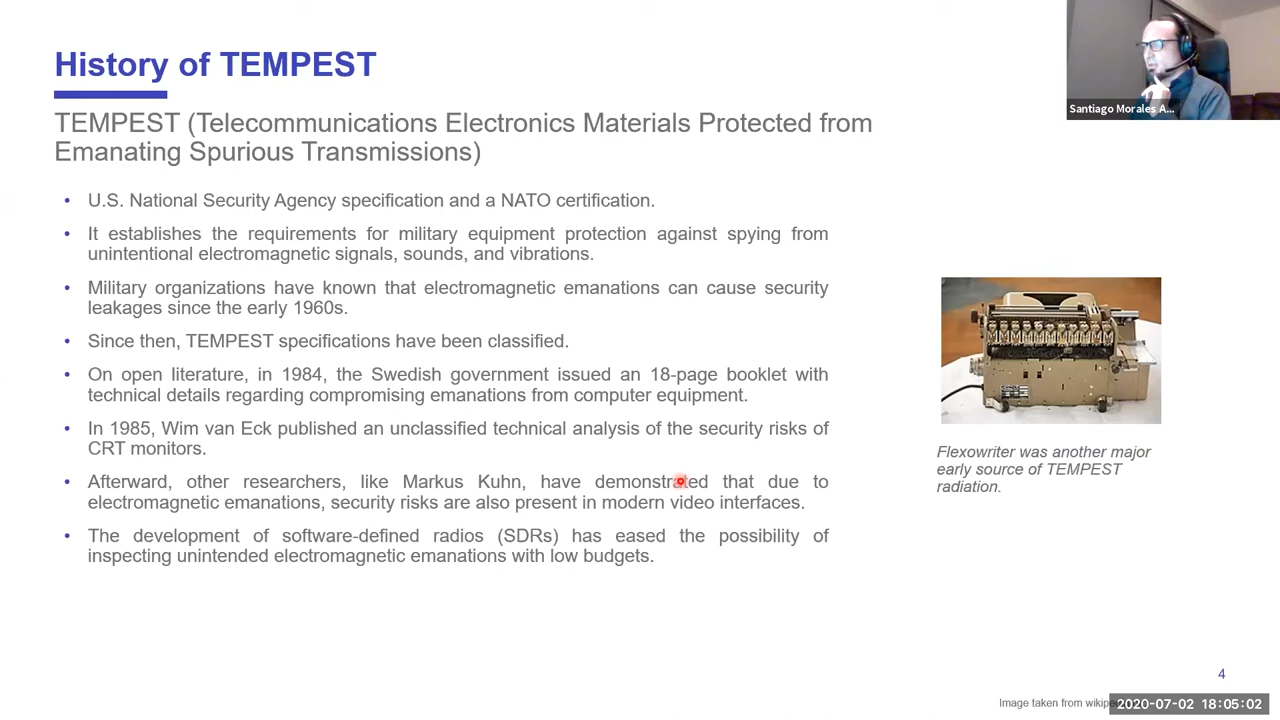 History of TEMPEST
Santiago Morales A...
TEMPEST (Telecommunications Electronics Materials Protected from
Emanating Spurious Transmissions)
• U.S. National Security Agency specification and a NATO certification.
• It establishes the requirements for military equipment protection against spying from
unintentional electromagnetic signals, sounds, and vibrations.
• Military organizations have known that electromagnetic emanations can cause security
leakages since the early 1960s.
• Since then, TEMPEST specifications have been classified.
• On open literature, in 1984, the Swedish government issued an 18-page booklet with
technical details regarding compromising emanations from computer equipment.
• In 1985, Wim van Eck published an unclassified technical analysis of the security risks of
CRT monitors.
• Afterward, other researchers, like Markus Kuhn, have demonstrated that due to
electromagnetic emanations, security risks are also present in modern video interfaces.
• The development of software-defined radios (SDRs) has eased the possibility of
inspecting unintended electromagnetic emanations with low budgets.
Flexowriter was another major
early source of TEMPEST
radiation.
4
Image taken from
2020-07-02 18:05:02